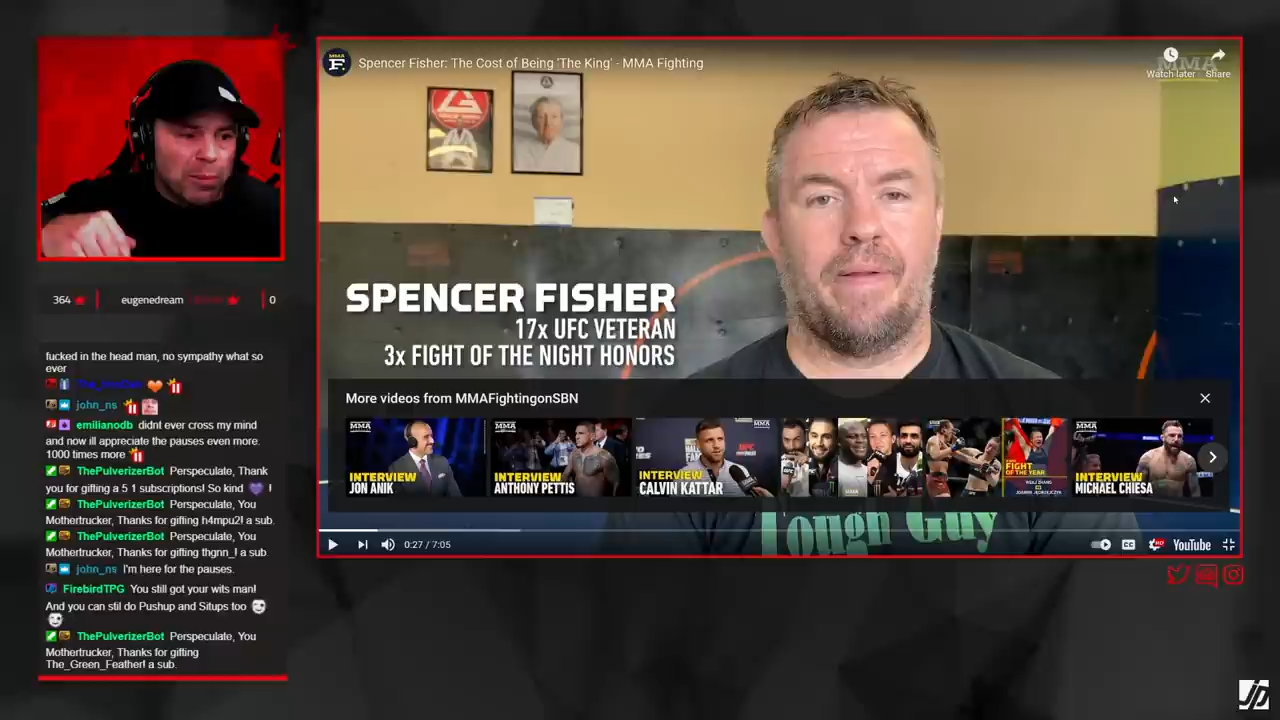 Spencer Fisher: The Cost of Being 'The King' - MMA Fighting
Watch later
Share
MMA
SPENCER FISHER
17x UFC VETERAN
3x FIGHT OF THE NIGHT HONORS
More videos from MMAFightingonSBN
INTERVIEW
JON ANIK
INTERVIEW
ANTHONY PETTIS
INTERVIEW
CALVIN KATTAR
FIGHT
OF THE YEAR
INTERVIEW
MICHAEL CHIESA
Tough Guy
0:27 / 7:05
CC
HD
YouTube
364
eugenedream
0
fucked in the head man, no sympathy what so
ever
john_ns
emilianodb didnt ever cross my mind
and now ill appreciate the pauses even more.
1000 times more
ThePulverizerBot Perspeculate, Thank
you for gifting a 5 1 subscriptions! So kind !
ThePulverizerBot Perspeculate, You
Mothertrucker, Thanks for gifting h4mpu2! a sub.
ThePulverizerBot Perspeculate, You
Mothertrucker, Thanks for gifting thgnn_! a sub.
john_ns I'm here for the pauses.
FirebirdTPG You still got your wits man!
And you can stil do Pushup and Situps too
ThePulverizerBot Perspeculate, You
Mothertrucker, Thanks for gifting
The_Green_Feather! a sub.
JD